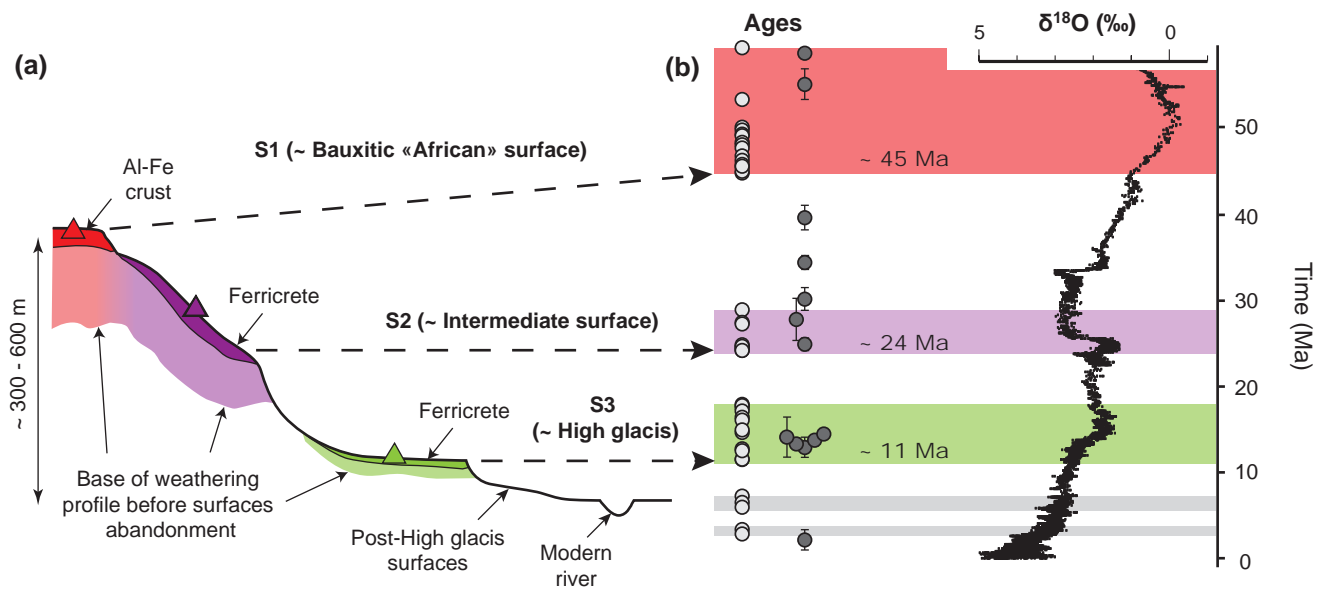 (a)
S1 (~ Bauxitic «African» surface)
Al-Fe
crust
~ 300 - 600 m
Ferricrete
S2 (~ Intermediate surface)
Ferricrete
S3
(~ High glacis)
Base of weathering
profile before surfaces
abandonment
Post-High glacis
surfaces
Modern
river
(b)
Ages
δ¹⁸O (‰)
5
0
~ 45 Ma
~ 24 Ma
~ 11 Ma
50
40
30
20
10
0
Time (Ma)